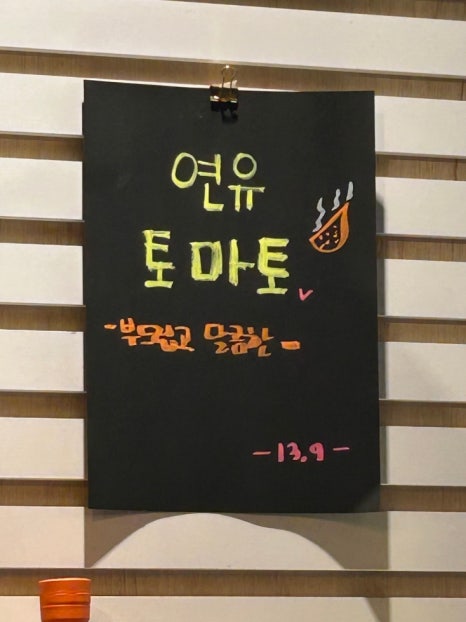 연유
토마토
-부드럽고 달콤한-
-13.9-